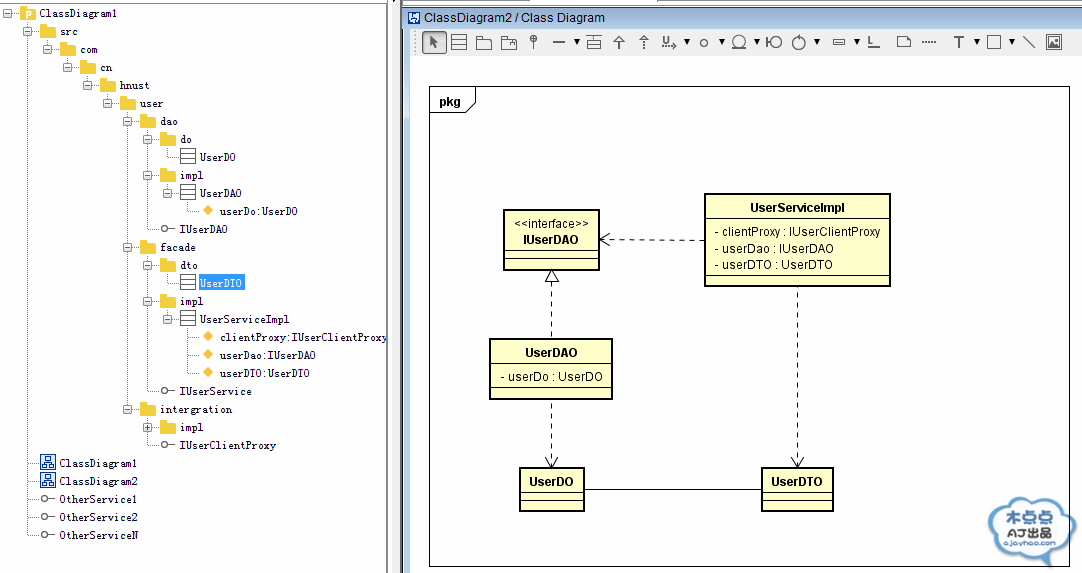 ClassDiagram1
src
com
cn
hnust
user
dao
do
UserDO
impl
UserDAO
userDo:UserDO
IUserDAO
facade
dto
UserDTO
impl
UserServiceImpl
clientProxy:IUserClientProxy
userDao:IUserDAO
userDTO:UserDTO
IUserService
intergration
impl
IUserClientProxy
ClassDiagram1
ClassDiagram2
OtherService1
OtherService2
OtherServiceN
ClassDiagram2 / Class Diagram
pkg
<<interface>>
IUserDAO
UserServiceImpl
- clientProxy : IUserClientProxy
- userDao : IUserDAO
- userDTO : UserDTO
UserDAO
- userDo : UserDO
UserDO
UserDTO
木点点
AJ出品
ajayhao.com